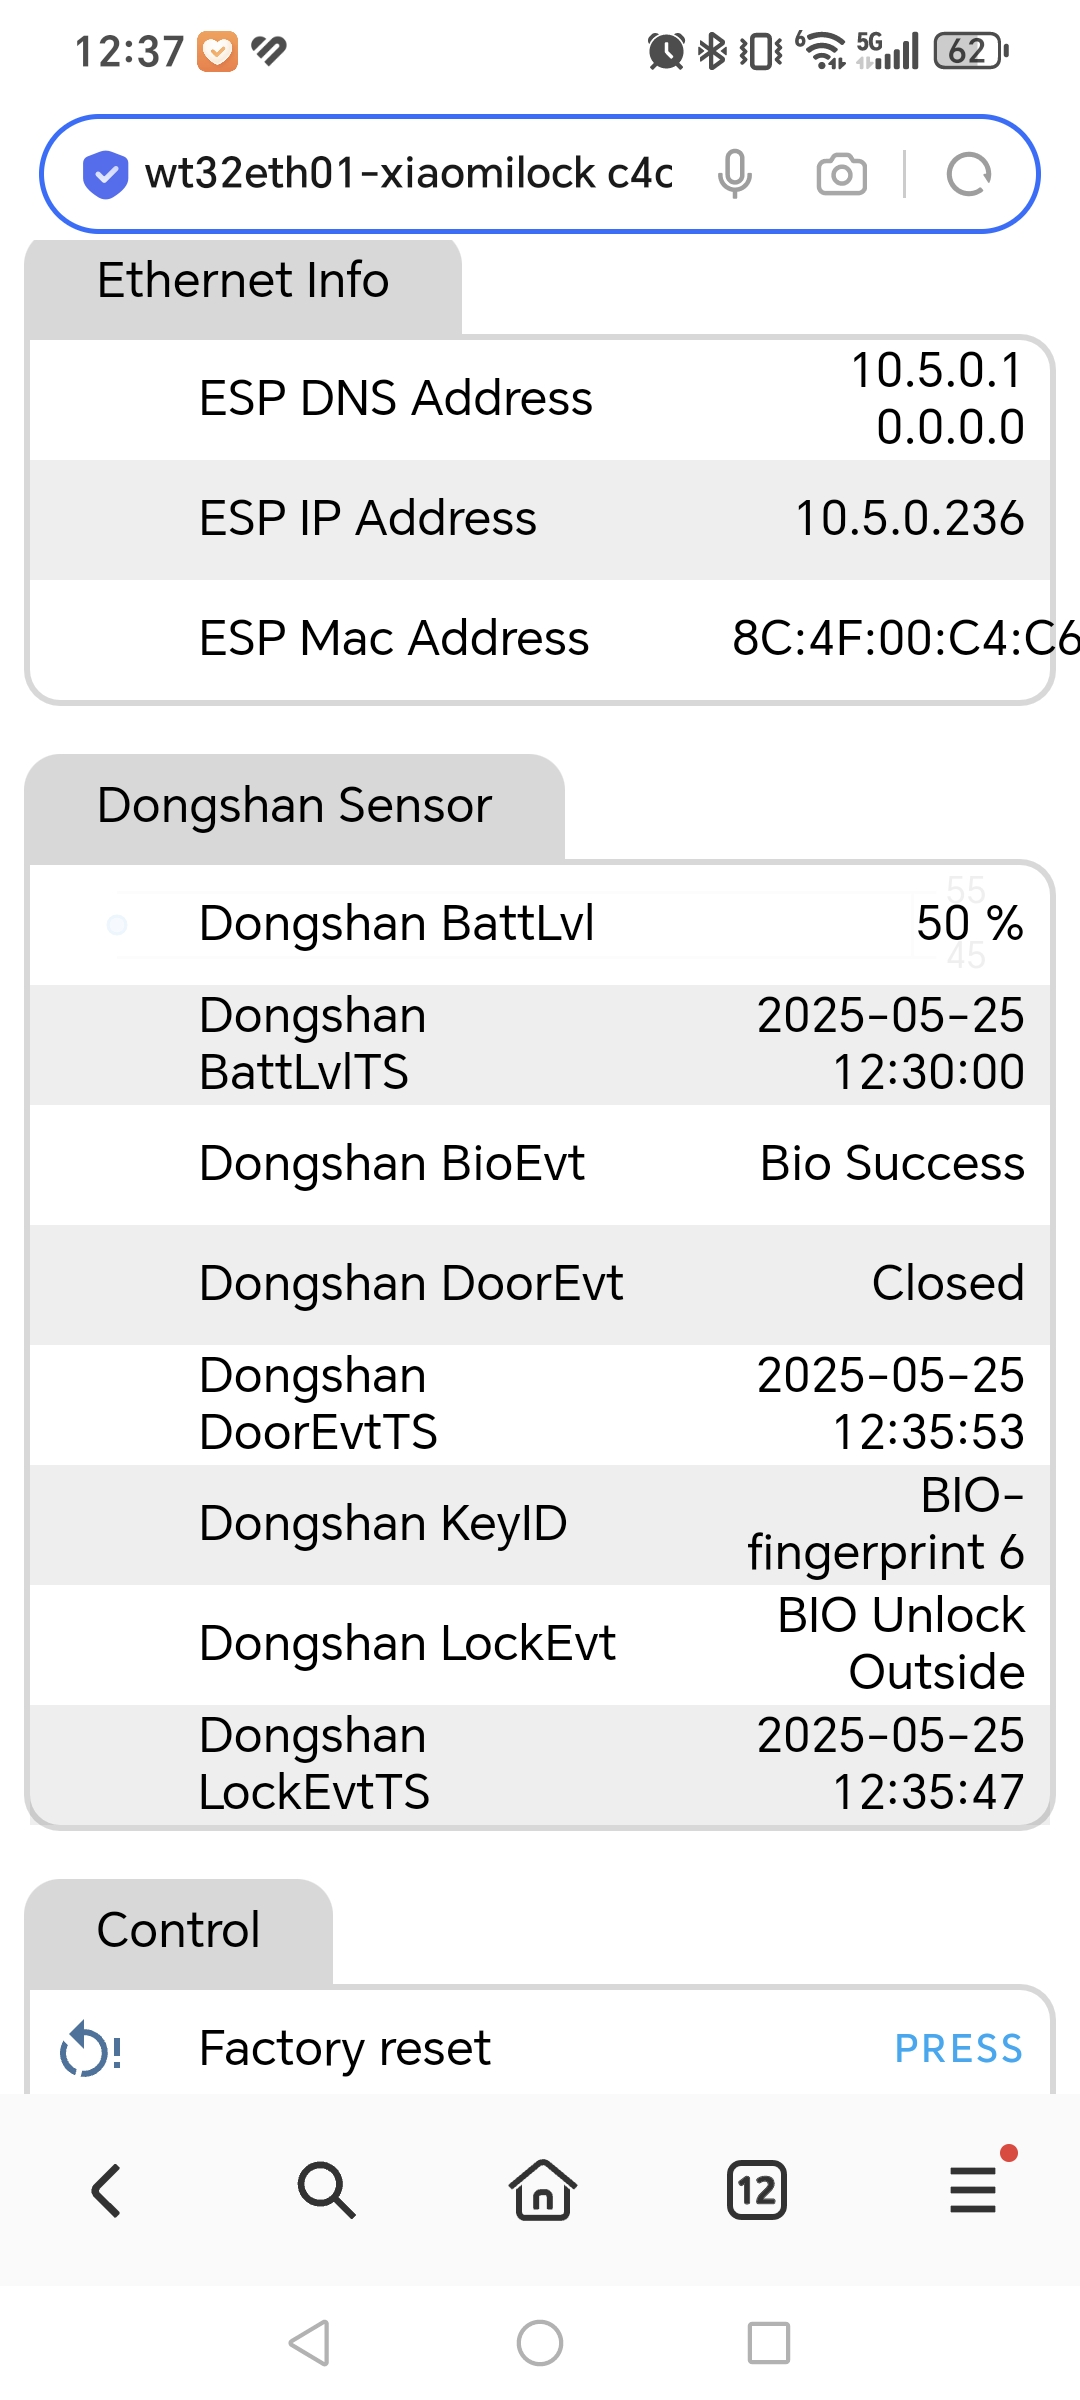 12:37
6
5G
62
wt32eth01-xiaomilock c4c
Ethernet Info
ESP DNS Address
10.5.0.1
0.0.0.0
ESP IP Address
10.5.0.236
ESP Mac Address
8C:4F:00:C4:C6
Dongshan Sensor
55
Dongshan BattLvl
50 %
45
Dongshan
BattLvlTS
2025-05-25
12:30:00
Dongshan BioEvt
Bio Success
Dongshan DoorEvt
Closed
Dongshan
DoorEvtTS
2025-05-25
12:35:53
Dongshan KeyID
BIO-
fingerprint 6
Dongshan LockEvt
BIO Unlock
Outside
Dongshan
LockEvtTS
2025-05-25
12:35:47
Control
Factory reset
PRESS
12